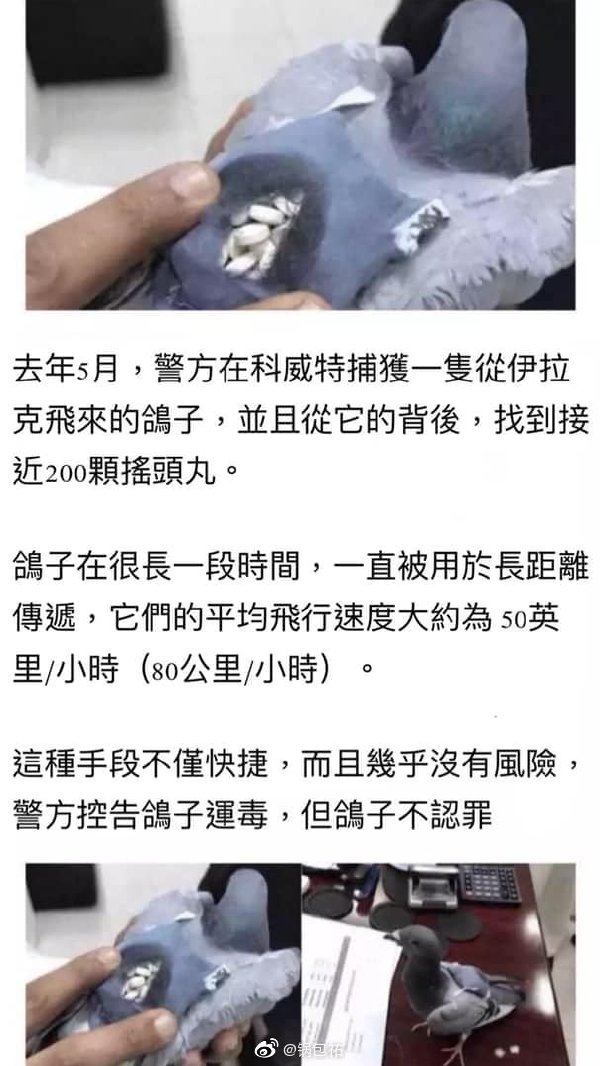 去年5月，警方在科威特捕獲一隻從伊拉
克飛來的鴿子，並且從它的背後，找到接
近200顆搖頭丸。
鴿子在很長一段時間，一直被用於長距離
傳遞，它們的平均飛行速度大約為 50英
里/小時（80公里/小時）。
這種手段不僅快捷，而且幾乎沒有風險，
警方控告鴿子運毒，但鴿子不認罪
@锅包祐